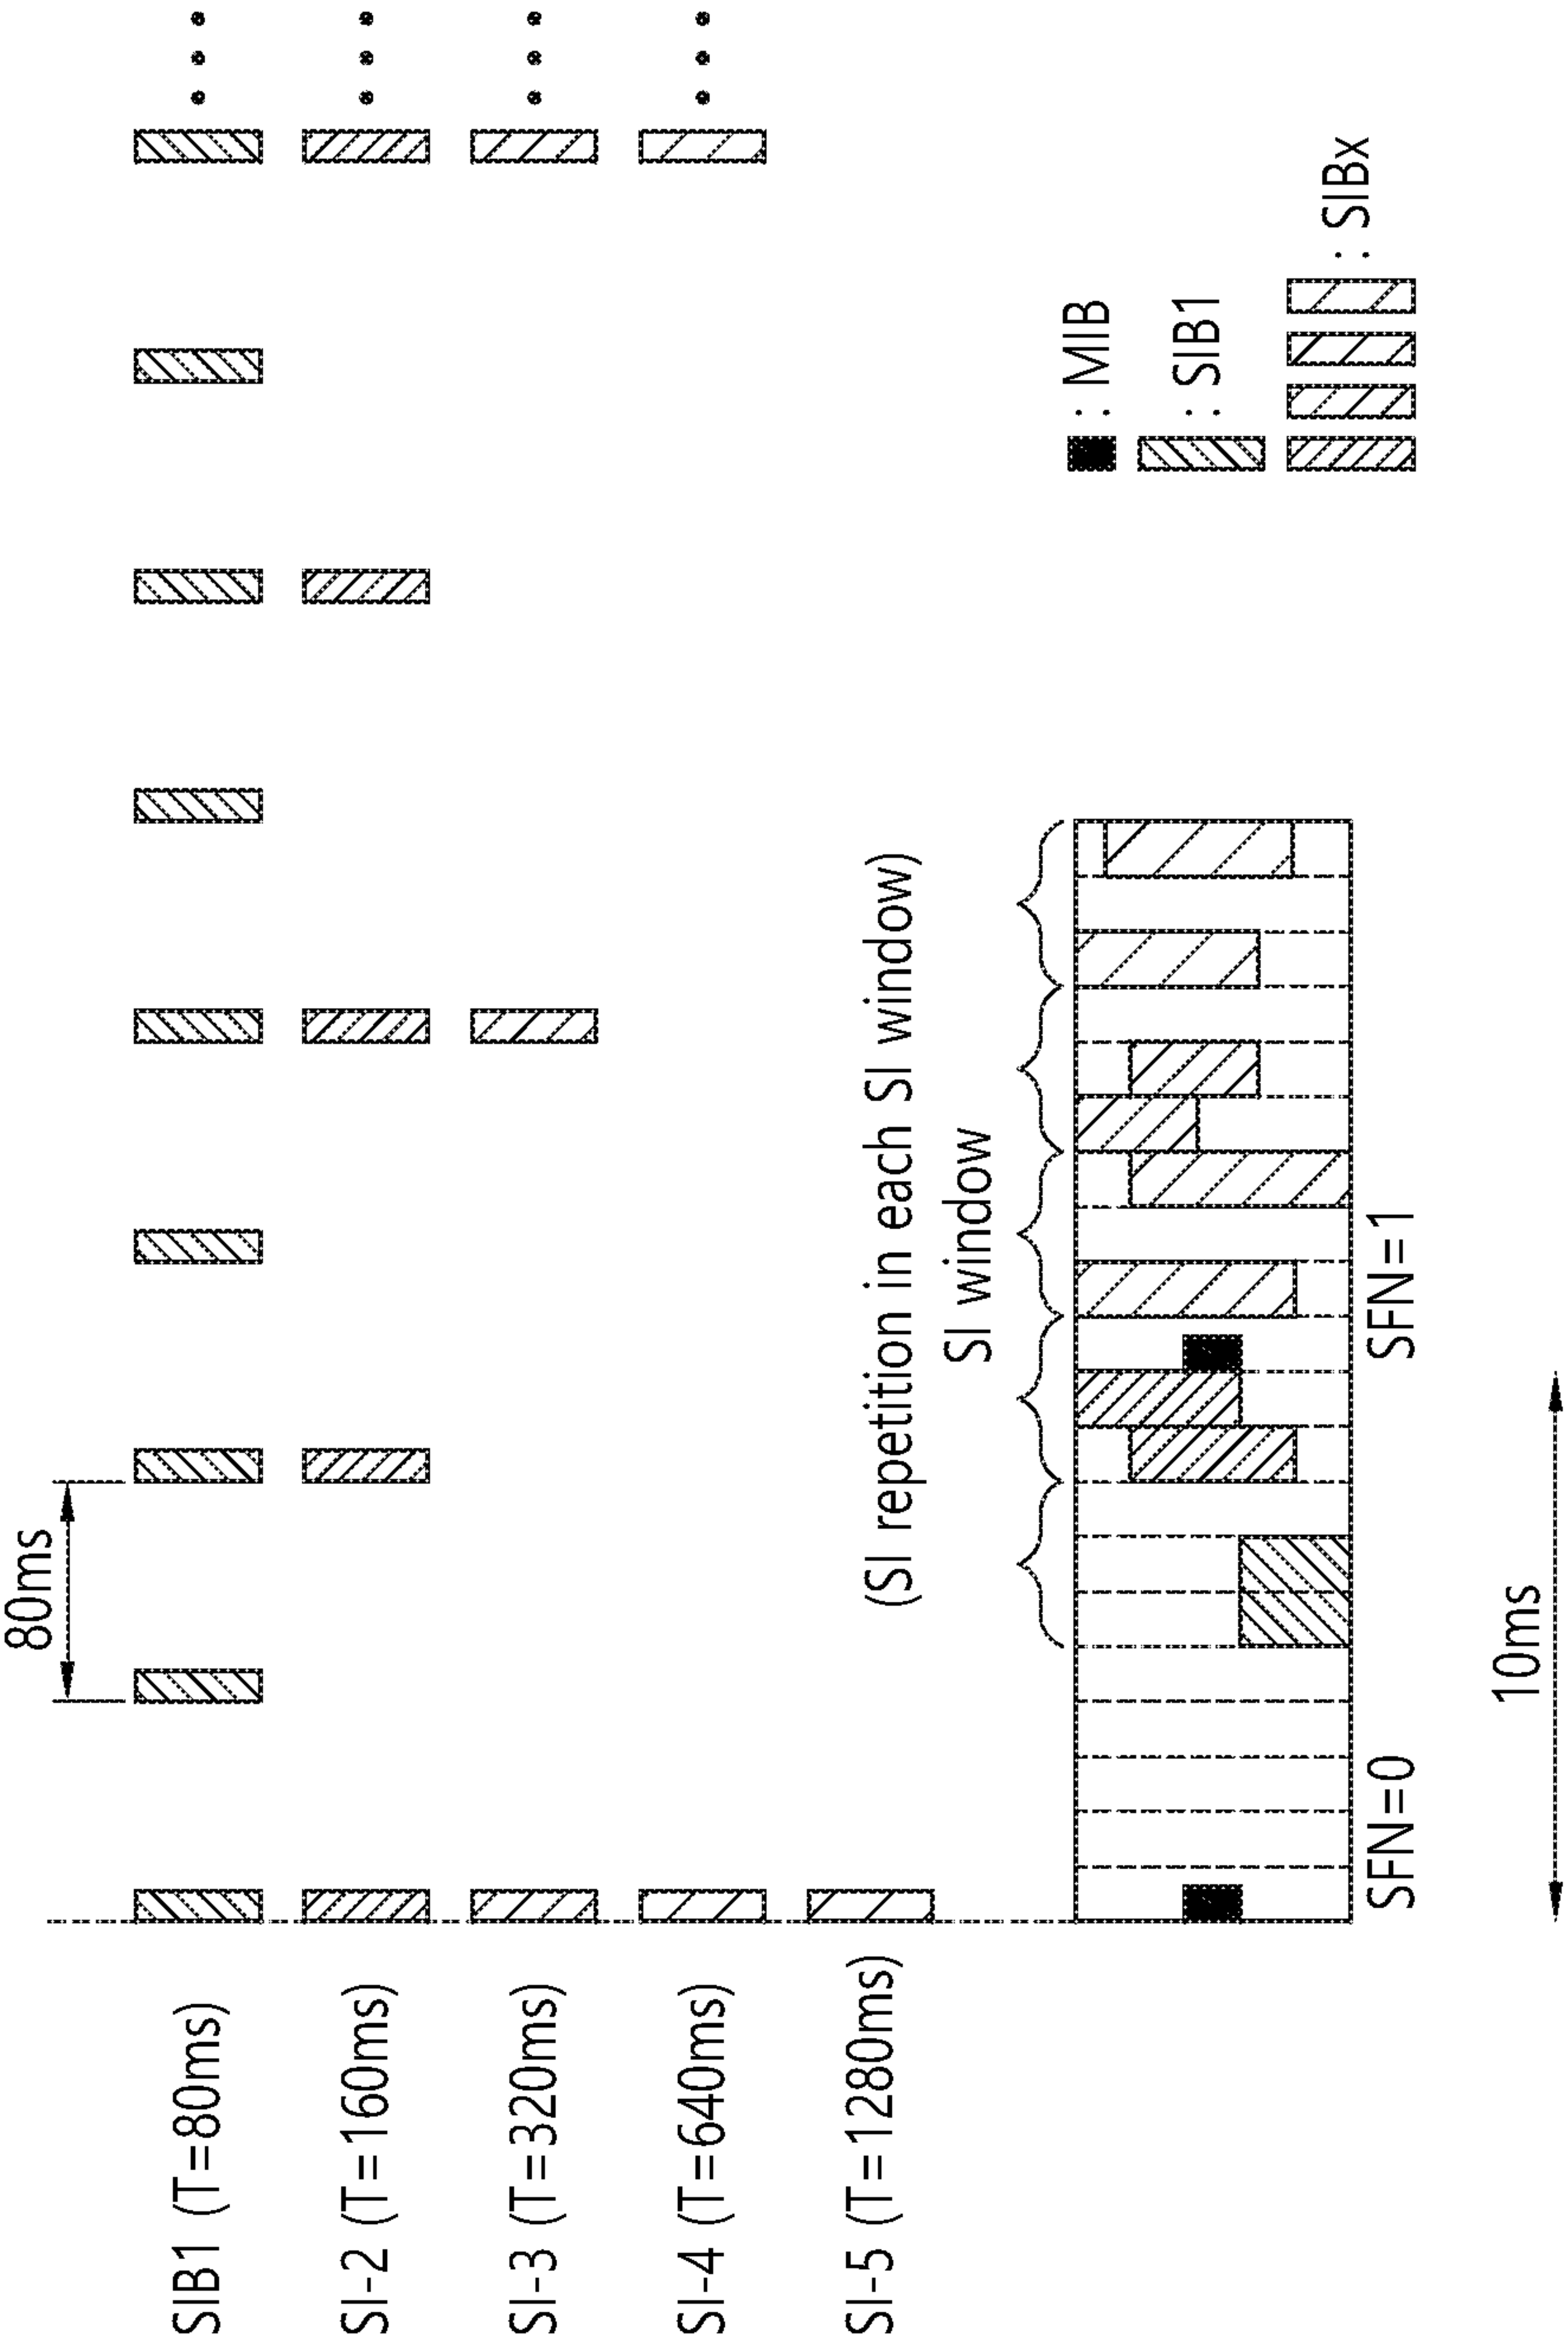 80ms
SIB1 (T=80ms)
SI-2 (T=160ms)
SI-3 (T=320ms)
SI-4 (T=640ms)
SI-5 (T=1280ms)
(SI repetition in each SI window)
SI window
: MIB
: SIB1
: SIBx
SFN=0
SFN=1
10ms